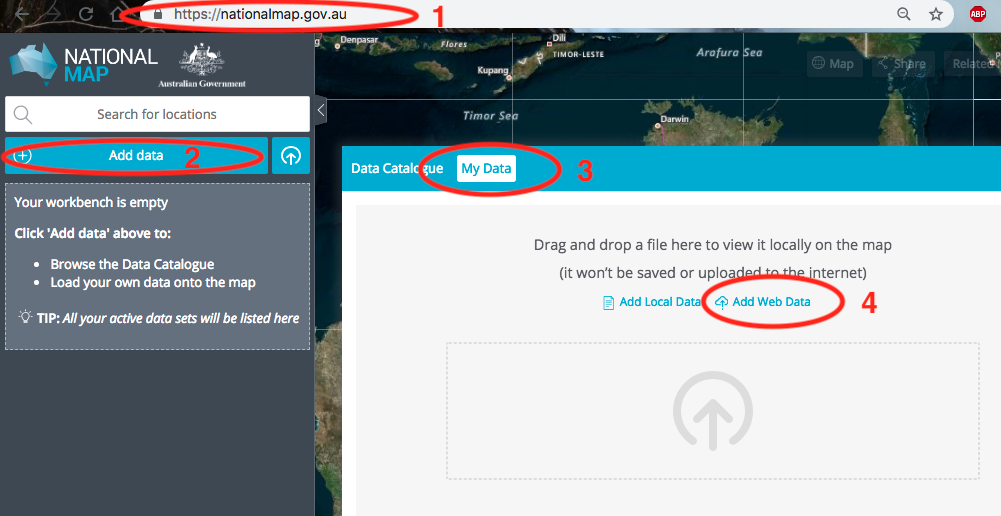 https://nationalmap.gov.au
1
ABP
NATIONAL
MAP
Australian Government
Denpasar
Flores
Dili
TIMOR-LESTE
Kupang
Arafura Sea
Timor Sea
Darwin
Map
Share
Related
Search for locations
Add data
2
Your workbench is empty
Click 'Add data' above to:
• Browse the Data Catalogue
• Load your own data onto the map
TIP: All your active data sets will be listed here
Data Catalogue
My Data
3
Drag and drop a file here to view it locally on the map
(it won't be saved or uploaded to the internet)
Add Local Data
Add Web Data
4